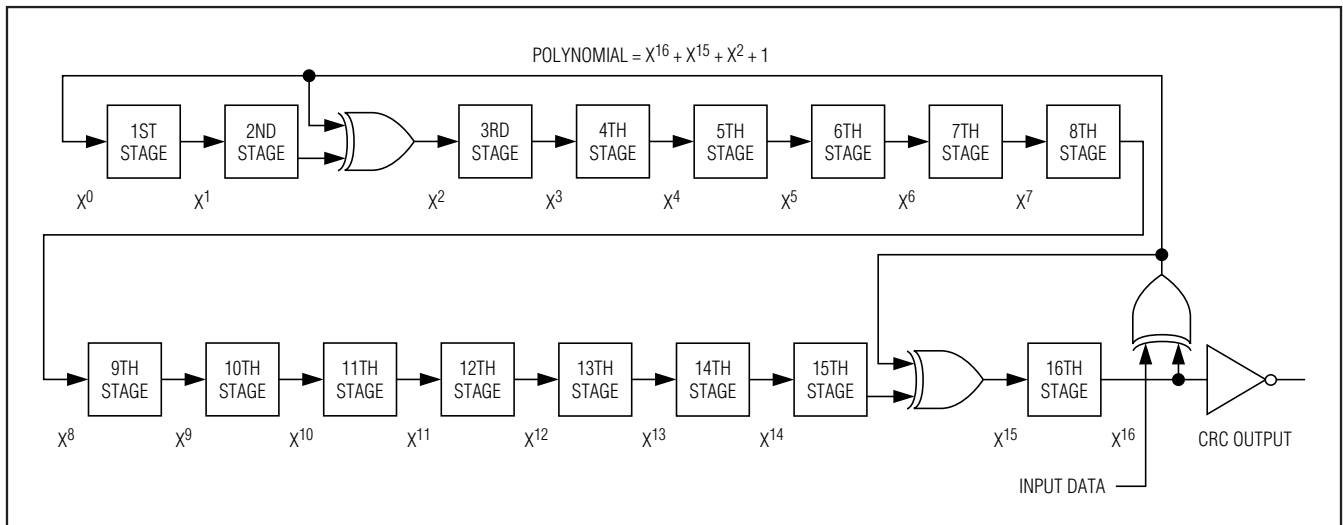 POLYNOMIAL = X¹⁶ + X¹⁵ + X² + 1
1ST
STAGE
2ND
STAGE
3RD
STAGE
4TH
STAGE
5TH
STAGE
6TH
STAGE
7TH
STAGE
8TH
STAGE
X⁰
X¹
X²
X³
X⁴
X⁵
X⁶
X⁷
9TH
STAGE
10TH
STAGE
11TH
STAGE
12TH
STAGE
13TH
STAGE
14TH
STAGE
15TH
STAGE
16TH
STAGE
X⁸
X⁹
X¹⁰
X¹¹
X¹²
X¹³
X¹⁴
X¹⁵
X¹⁶
CRC OUTPUT
INPUT DATA